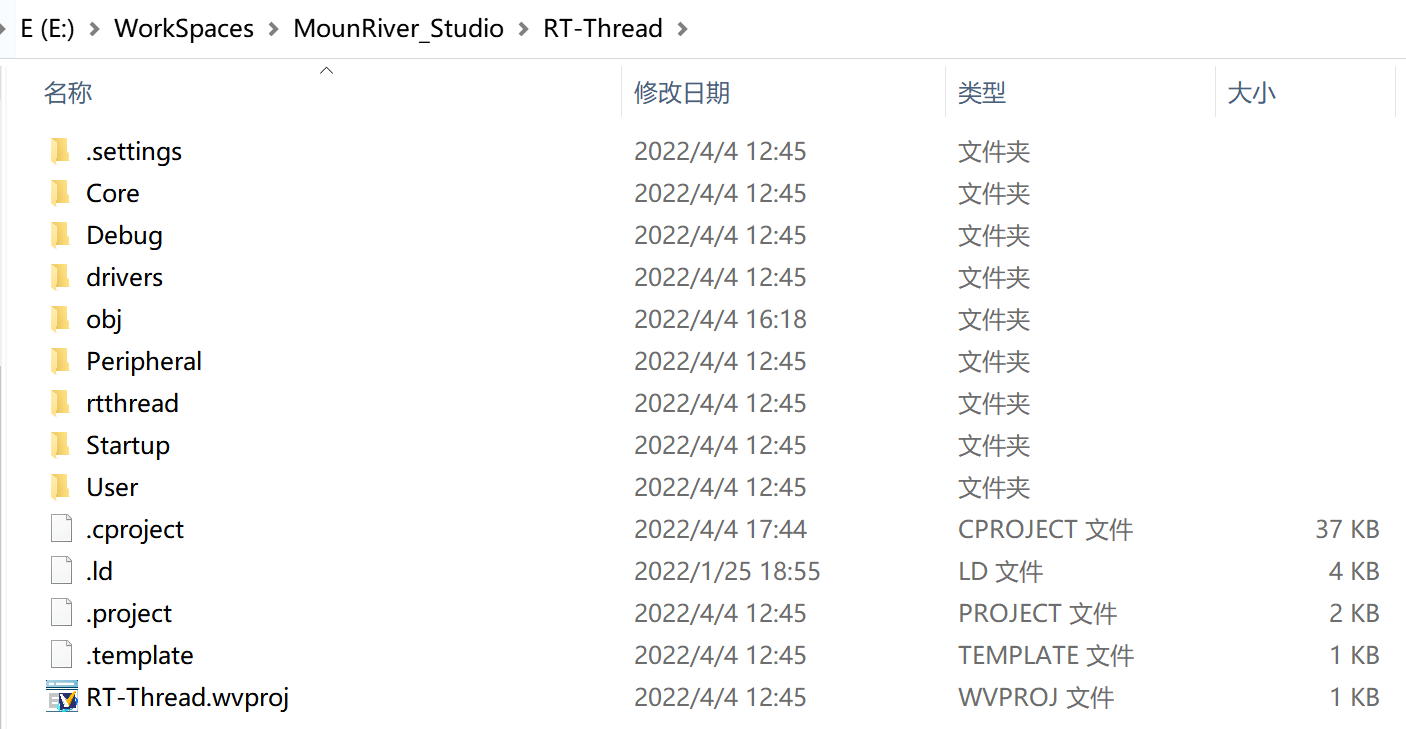 E (E:) > WorkSpaces > MounRiver_Studio > RT-Thread >
名称 修改日期 类型 大小
.settings 2022/4/4 12:45 文件夹
Core 2022/4/4 12:45 文件夹
Debug 2022/4/4 12:45 文件夹
drivers 2022/4/4 12:45 文件夹
obj 2022/4/4 16:18 文件夹
Peripheral 2022/4/4 12:45 文件夹
rtthread 2022/4/4 12:45 文件夹
Startup 2022/4/4 12:45 文件夹
User 2022/4/4 12:45 文件夹
.cproject 2022/4/4 17:44 CPROJECT 文件 37 KB
.ld 2022/1/25 18:55 LD 文件 4 KB
.project 2022/4/4 12:45 PROJECT 文件 2 KB
.template 2022/4/4 12:45 TEMPLATE 文件 1 KB
RT-Thread.wvproj 2022/4/4 12:45 WVPROJ 文件 1 KB